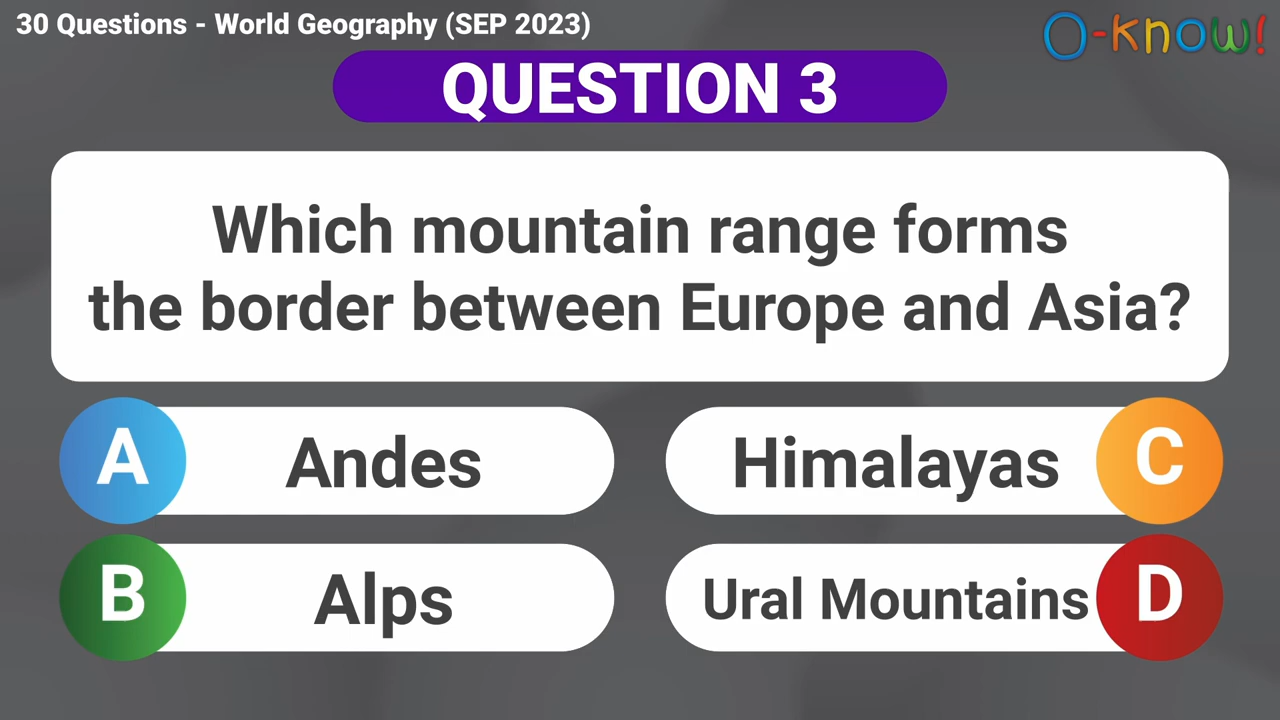 30 Questions - World Geography (SEP 2023)
O-know!
QUESTION 3
Which mountain range forms
the border between Europe and Asia?
A Andes
Himalayas C
B Alps
Ural Mountains D